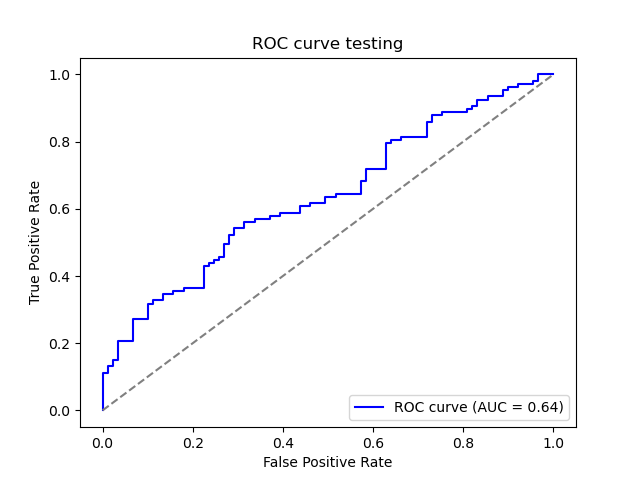 ROC curve testing
1.0
0.8
0.6
0.4
0.2
0.0
True Positive Rate
ROC curve (AUC = 0.64)
0.0 0.2 0.4 0.6 0.8 1.0
False Positive Rate